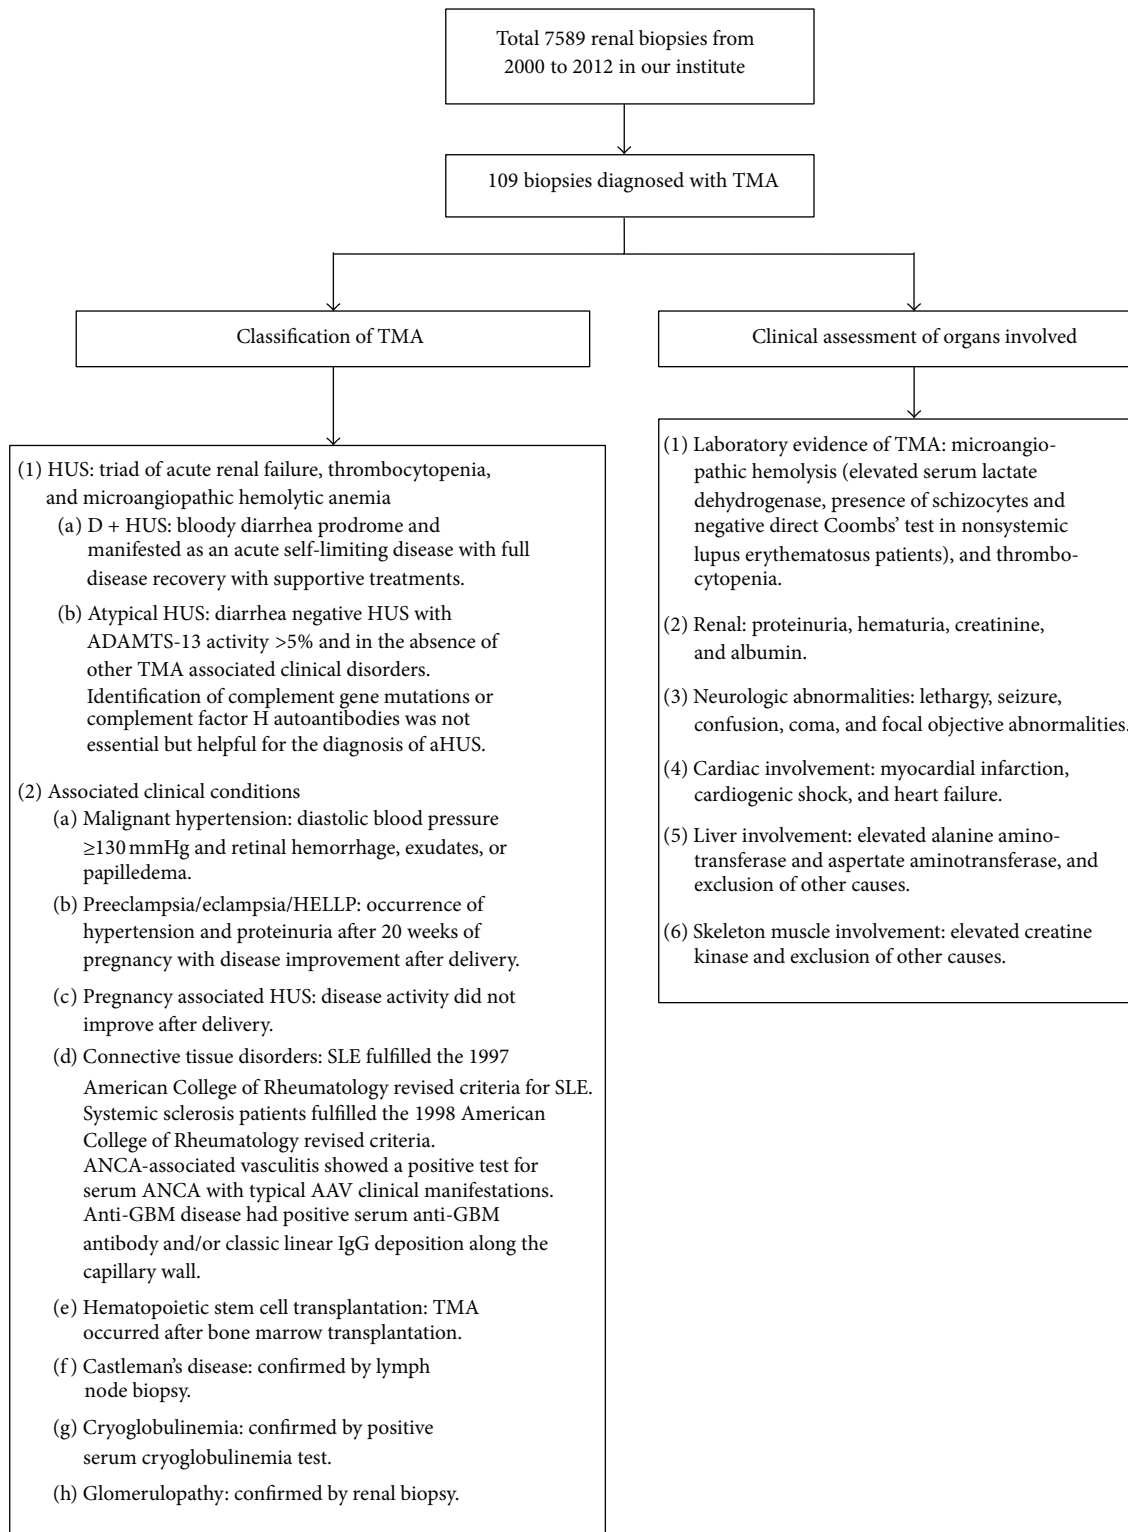 Total 7589 renal biopsies from
2000 to 2012 in our institute
109 biopsies diagnosed with TMA
Classification of TMA
Clinical assessment of organs involved
(1) HUS: triad of acute renal failure, thrombocytopenia,
and microangiopathic hemolytic anemia
(a) D + HUS: bloody diarrhea prodrome and
manifested as an acute self-limiting disease with full
disease recovery with supportive treatments.
(b) Atypical HUS: diarrhea negative HUS with
ADAMTS-13 activity >5% and in the absence of
other TMA associated clinical disorders.
Identification of complement gene mutations or
complement factor H autoantibodies was not
essential but helpful for the diagnosis of aHUS.
(2) Associated clinical conditions
(a) Malignant hypertension: diastolic blood pressure
≥130 mmHg and retinal hemorrhage, exudates, or
papilledema.
(b) Preeclampsia/eclampsia/HELLP: occurrence of
hypertension and proteinuria after 20 weeks of
pregnancy with disease improvement after delivery.
(c) Pregnancy associated HUS: disease activity did not
improve after delivery.
(d) Connective tissue disorders: SLE fulfilled the 1997
American College of Rheumatology revised criteria for SLE.
Systemic sclerosis patients fulfilled the 1998 American
College of Rheumatology revised criteria.
ANCA-associated vasculitis showed a positive test for
serum ANCA with typical AAV clinical manifestations.
Anti-GBM disease had positive serum anti-GBM
antibody and/or classic linear IgG deposition along the
capillary wall.
(e) Hematopoietic stem cell transplantation: TMA
occurred after bone marrow transplantation.
(f) Castleman's disease: confirmed by lymph
node biopsy.
(g) Cryoglobulinemia: confirmed by positive
serum cryoglobulinemia test.
(h) Glomerulopathy: confirmed by renal biopsy.
(1) Laboratory evidence of TMA: microangio-
pathic hemolysis (elevated serum lactate
dehydrogenase, presence of schizocytes and
negative direct Coombs' test in nonsystemic
lupus erythematosus patients), and thrombo-
cytopenia.
(2) Renal: proteinuria, hematuria, creatinine,
and albumin.
(3) Neurologic abnormalities: lethargy, seizure,
confusion, coma, and focal objective abnormalities.
(4) Cardiac involvement: myocardial infarction,
cardiogenic shock, and heart failure.
(5) Liver involvement: elevated alanine amino-
transferase and aspertate aminotransferase, and
exclusion of other causes.
(6) Skeleton muscle involvement: elevated creatine
kinase and exclusion of other causes.